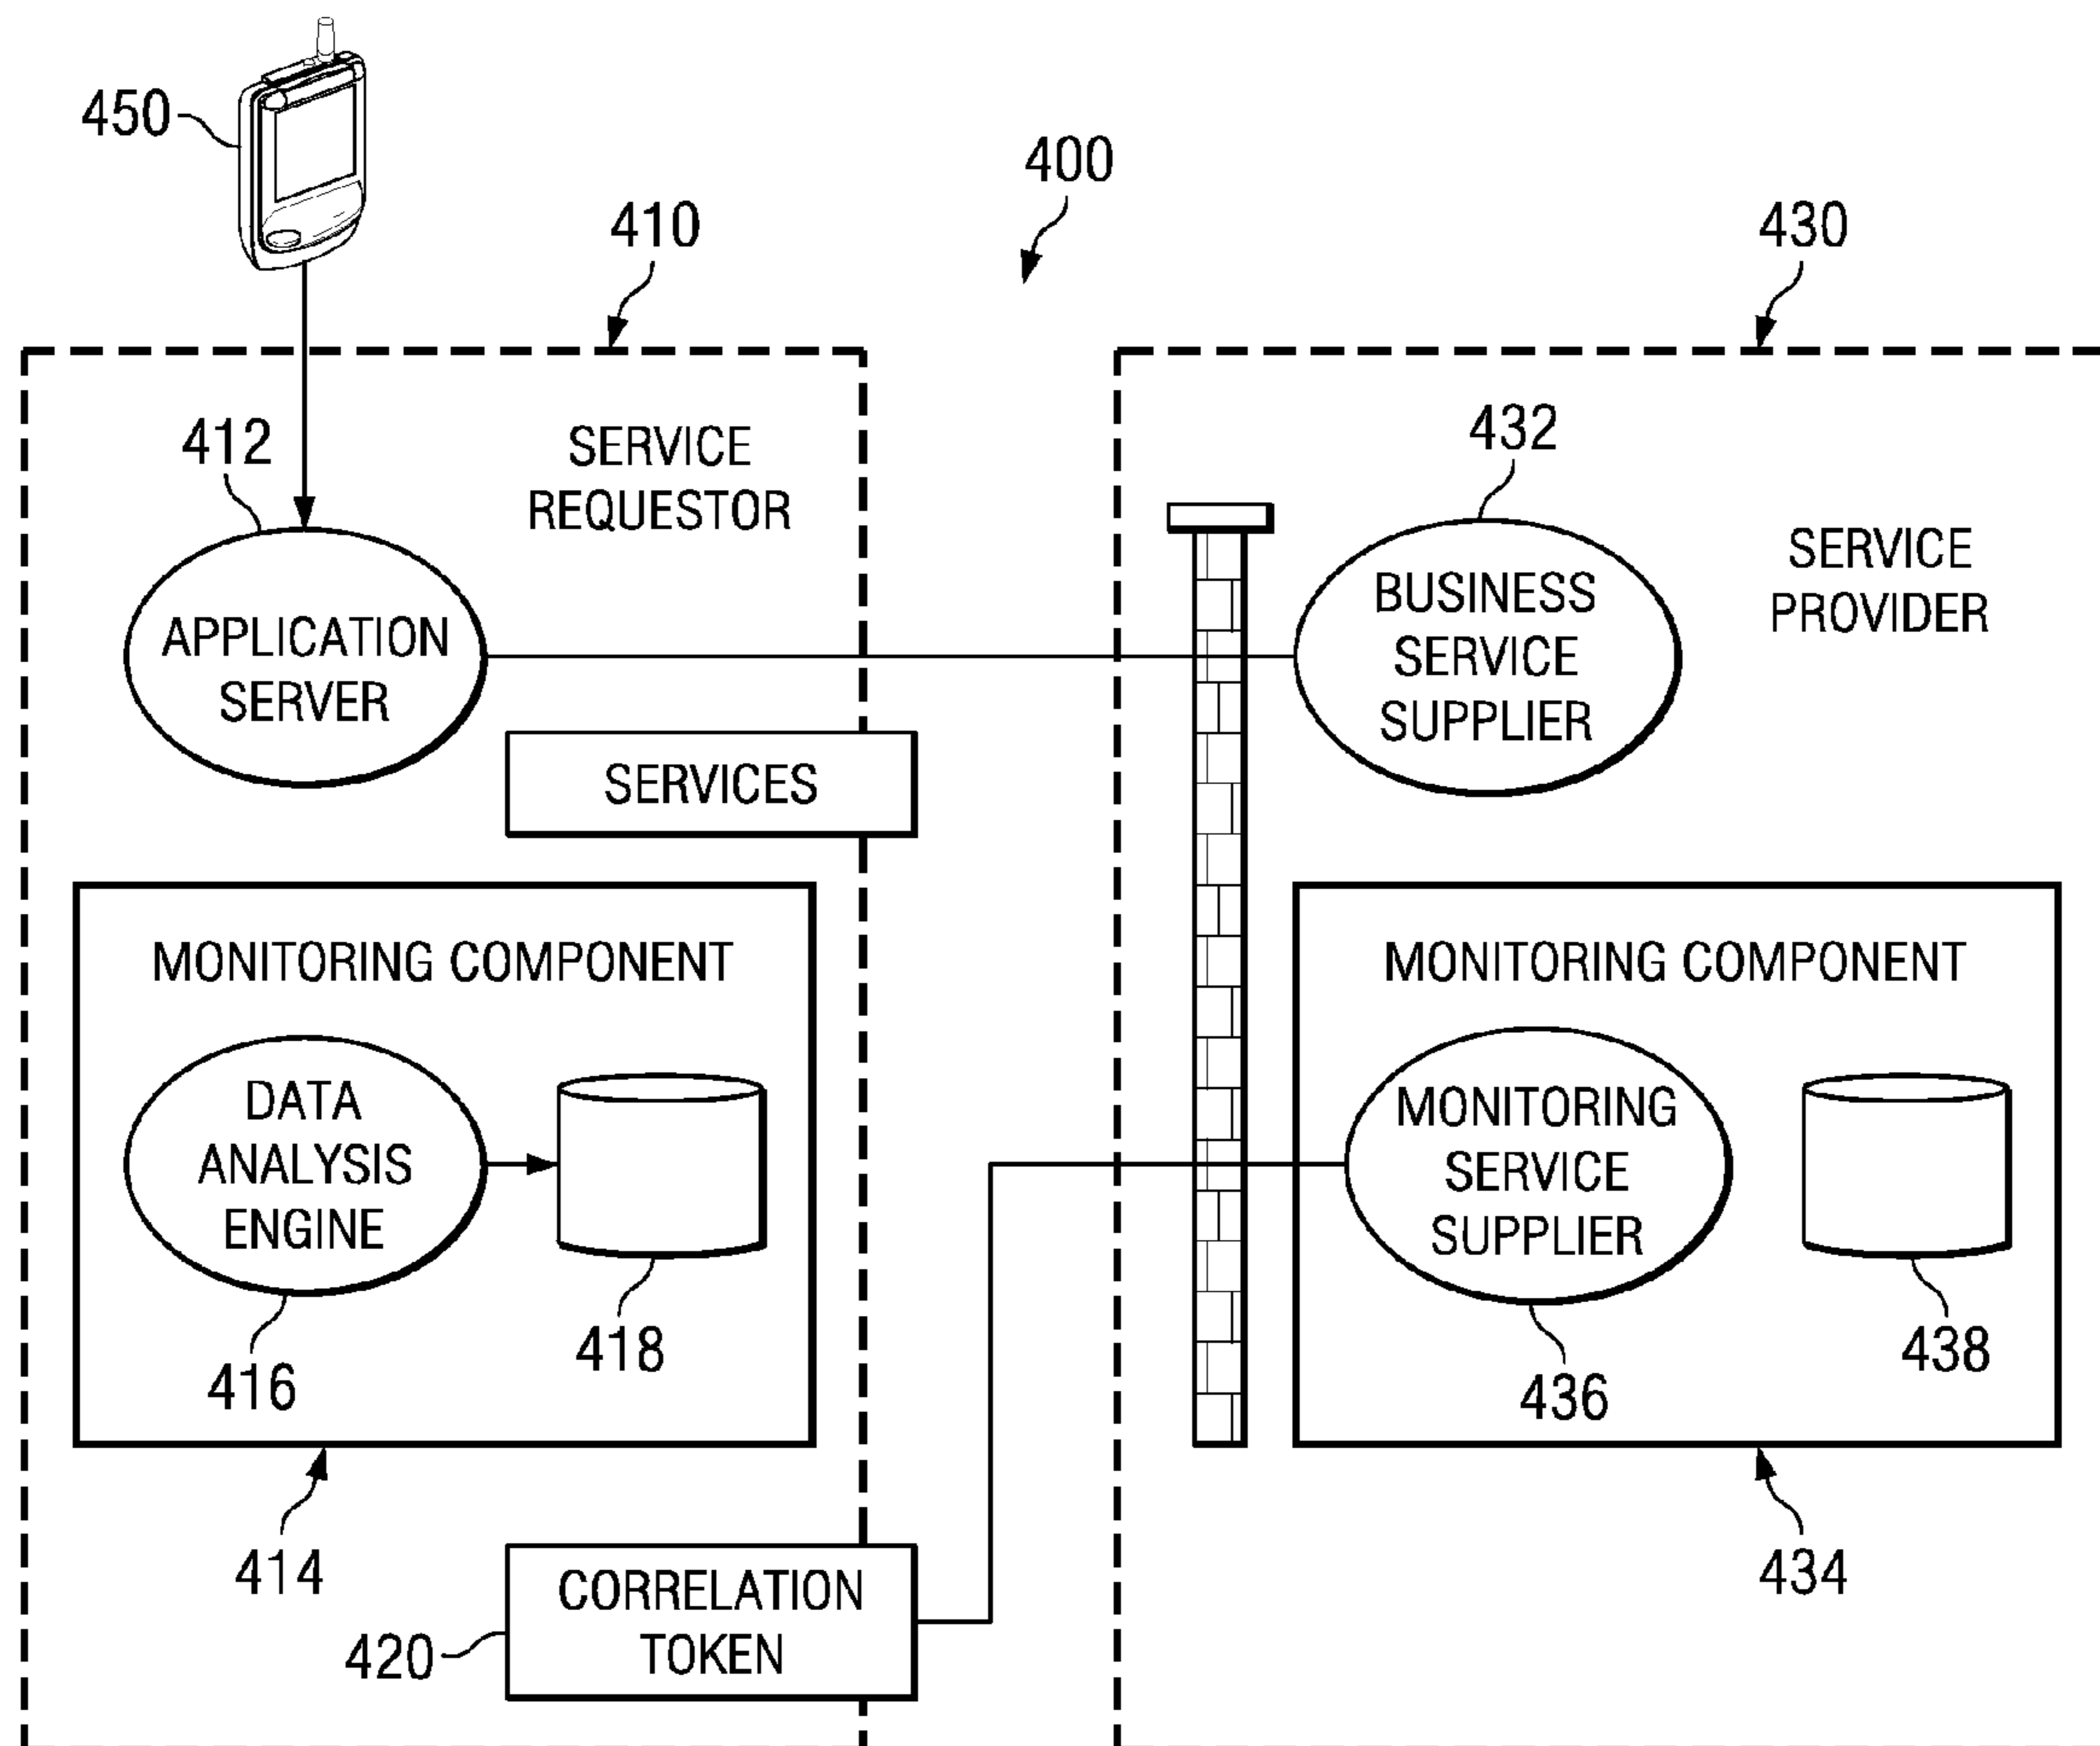 450
400
410
430
412
SERVICE
REQUESTOR
432
SERVICE
PROVIDER
APPLICATION
SERVER
BUSINESS
SERVICE
SUPPLIER
SERVICES
MONITORING COMPONENT
DATA
ANALYSIS
ENGINE
416
418
414
MONITORING COMPONENT
MONITORING
SERVICE
SUPPLIER
436
438
434
CORRELATION
TOKEN
420